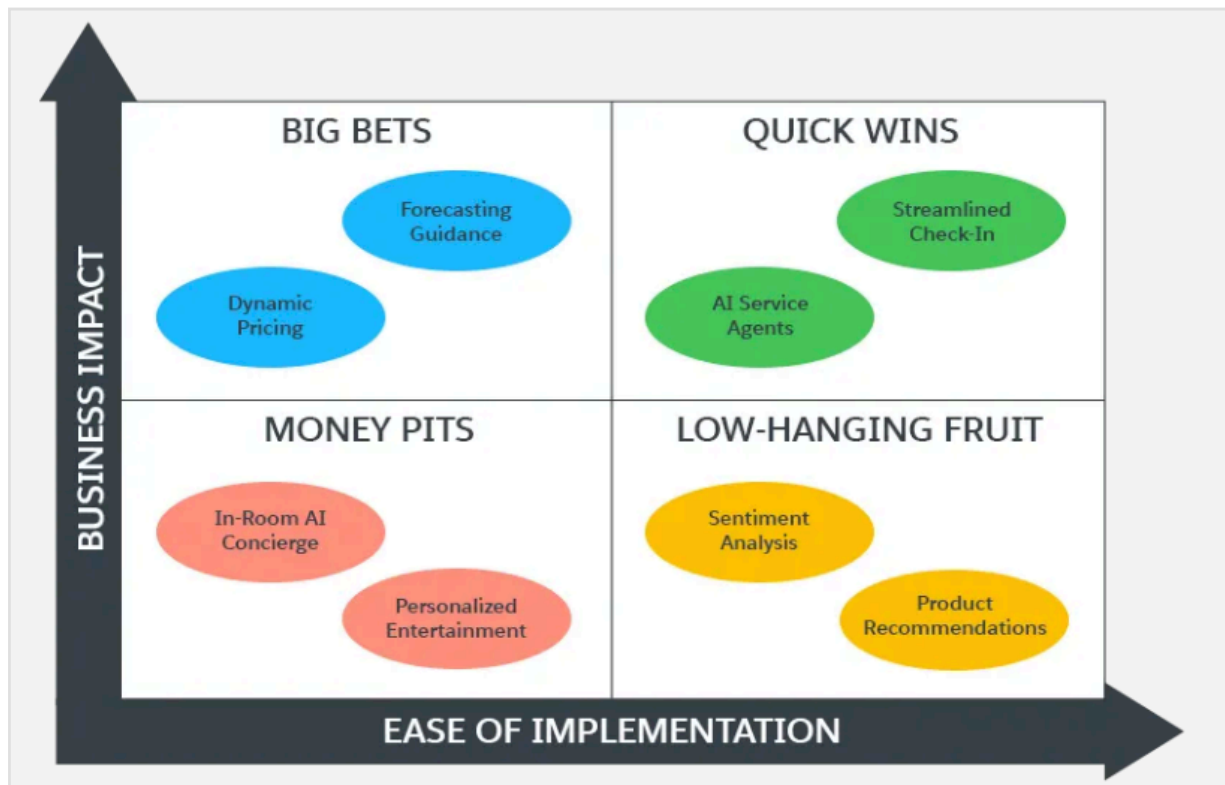 BIG BETS
QUICK WINS
Forecasting
Guidance
Streamlined
Check-In
Dynamic
Pricing
AI Service
Agents
BUSINESS IMPACT
MONEY PITS
LOW-HANGING FRUIT
In-Room AI
Concierge
Sentiment
Analysis
Personalized
Entertainment
Product
Recommendations
EASE OF IMPLEMENTATION